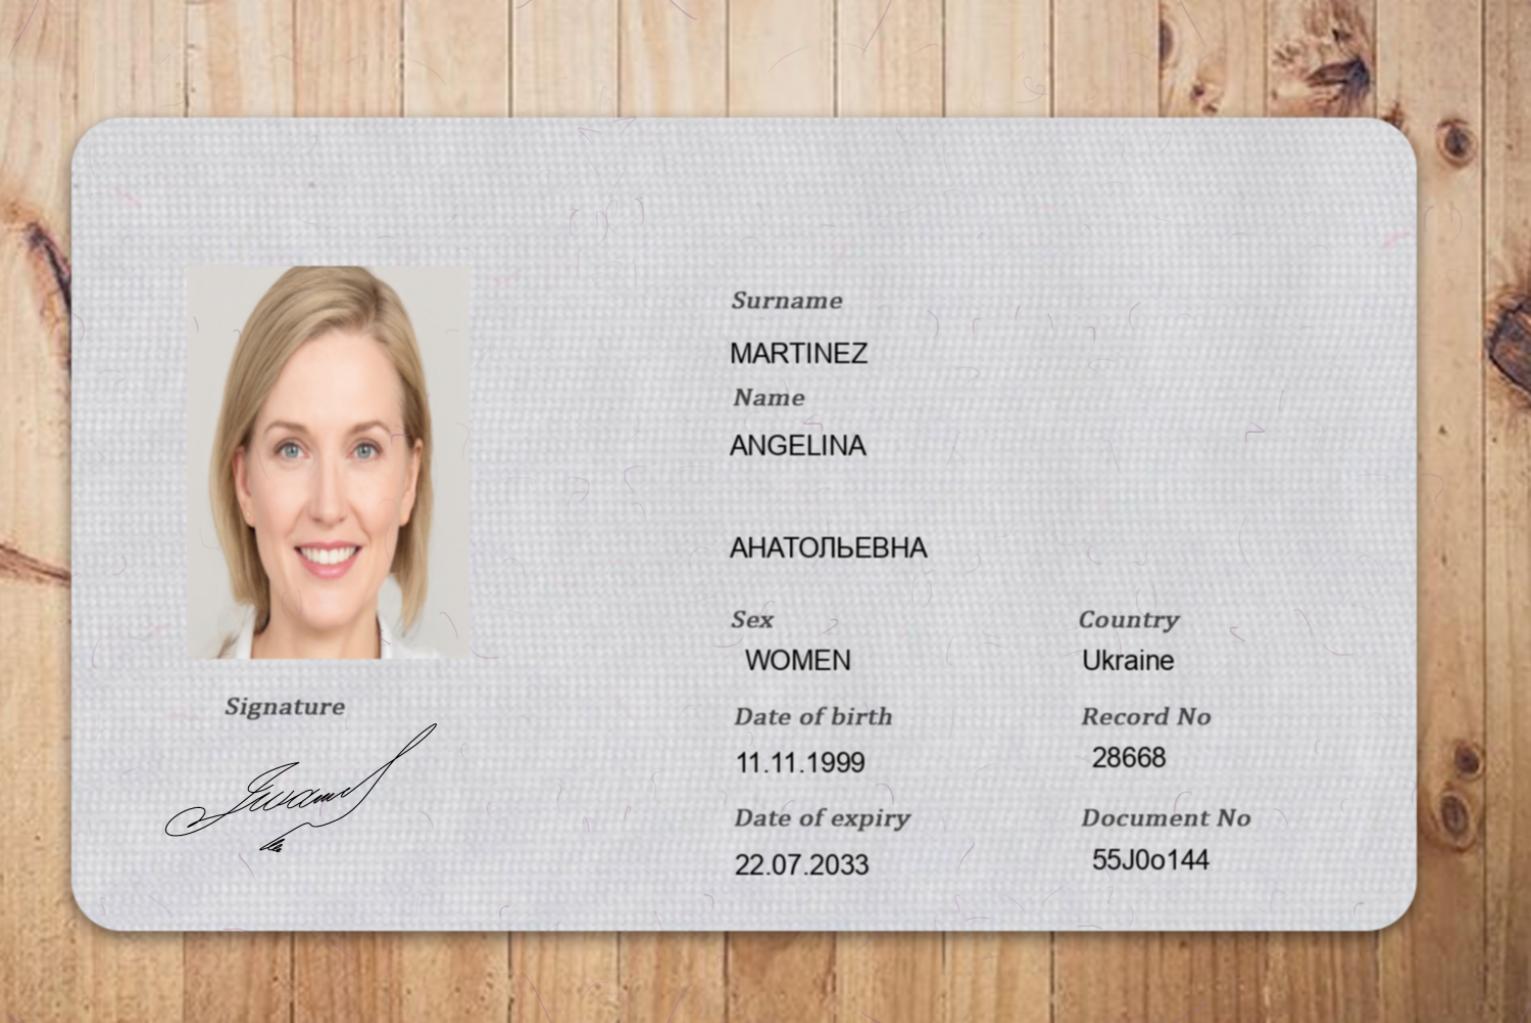 Surname
MARTINEZ
Name
ANGELINA
АНАТОЛЬЕВНА
Sex
Country
WOMEN
Ukraine
Date of birth
Record No
11.11.1999
28668
Date of expiry
Document No
22.07.2033
55J0o144
Signature